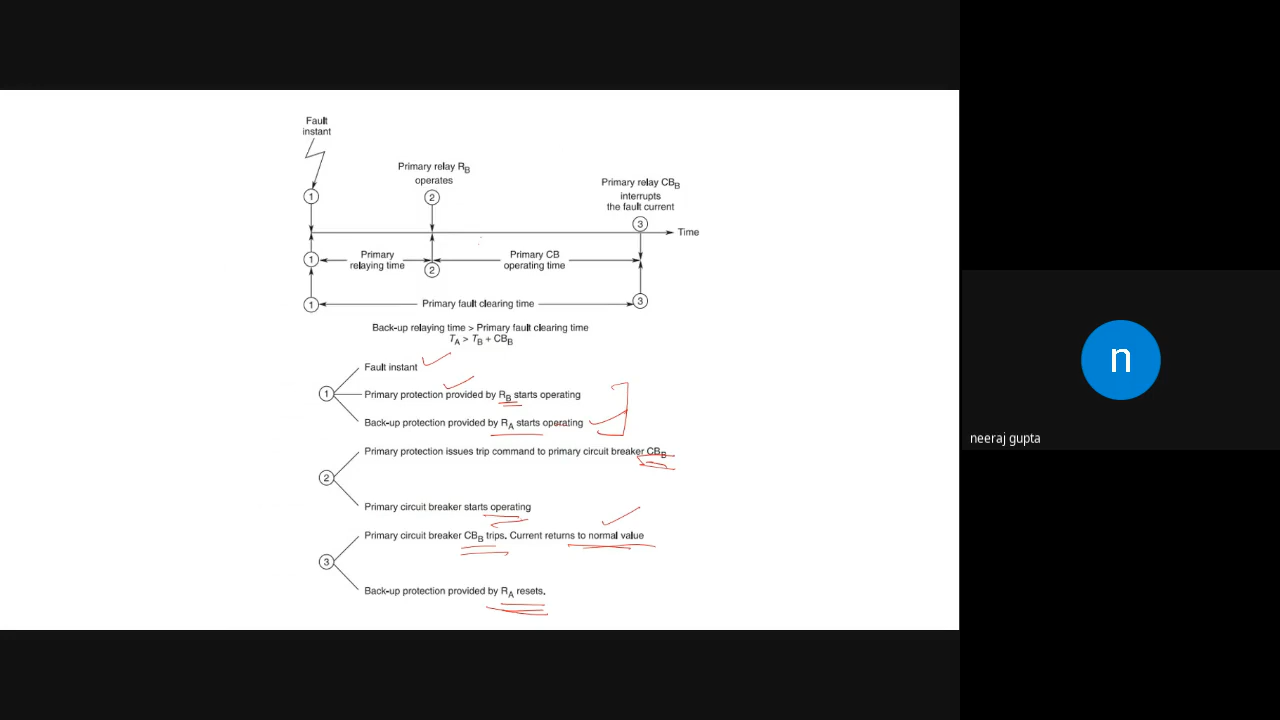 Fault
instant
Primary relay RB
operates
Primary relay CBB
interrupts
the fault current
1
2
3
Time
1
Primary
relaying time
2
Primary CB
operating time
1
Primary fault clearing time
3
Back-up relaying time > Primary fault clearing time
TA > TB + CBB
Fault instant
1
Primary protection provided by RB starts operating
Back-up protection provided by RA starts operating
Primary protection issues trip command to primary circuit breaker CBB
2
Primary circuit breaker starts operating
Primary circuit breaker CBB trips. Current returns to normal value
3
Back-up protection provided by RA resets.
n
neeraj gupta